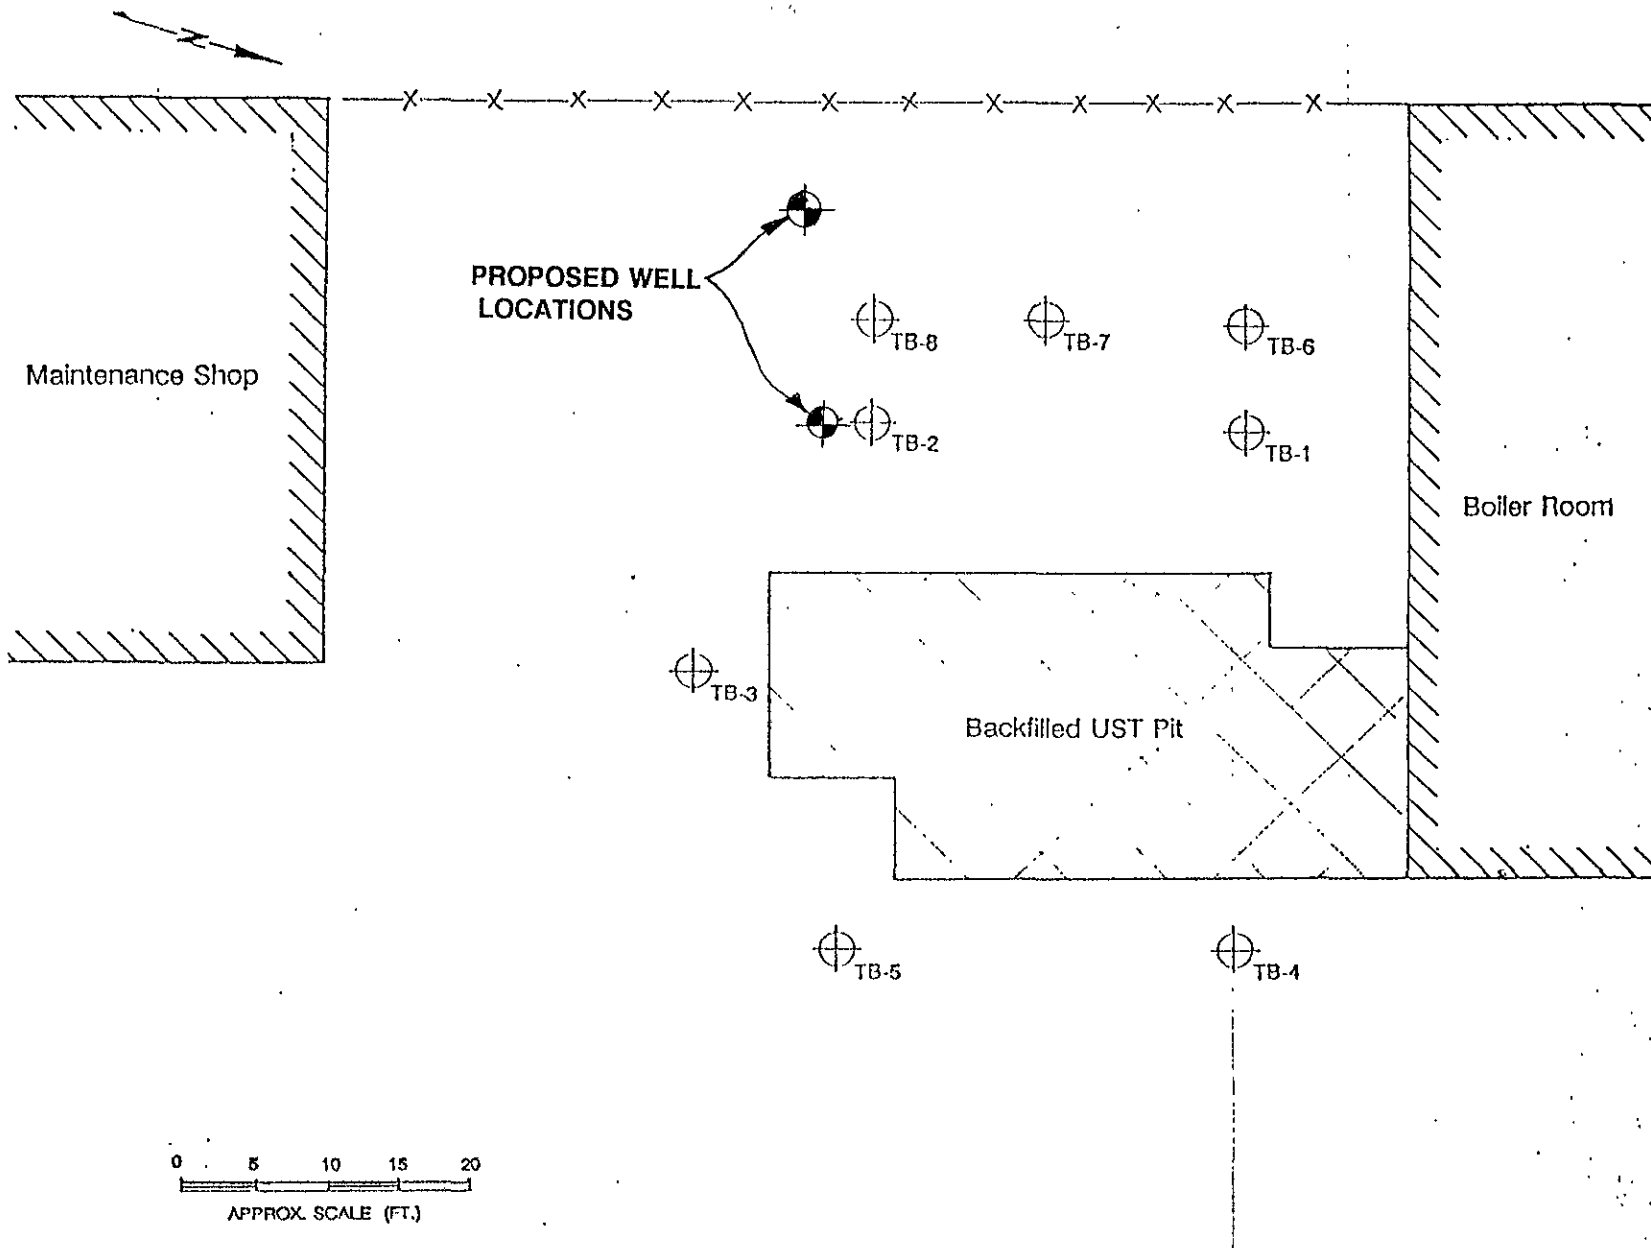 N
X X X X X X X X X X X X
PROPOSED WELL
LOCATIONS
TB-8
TB-7
TB-6
Maintenance Shop
TB-2
TB-1
Boiler Room
TB-3
Backfilled UST Pit
TB-5
TB-4
0 5 10 15 20
APPROX. SCALE (FT.)